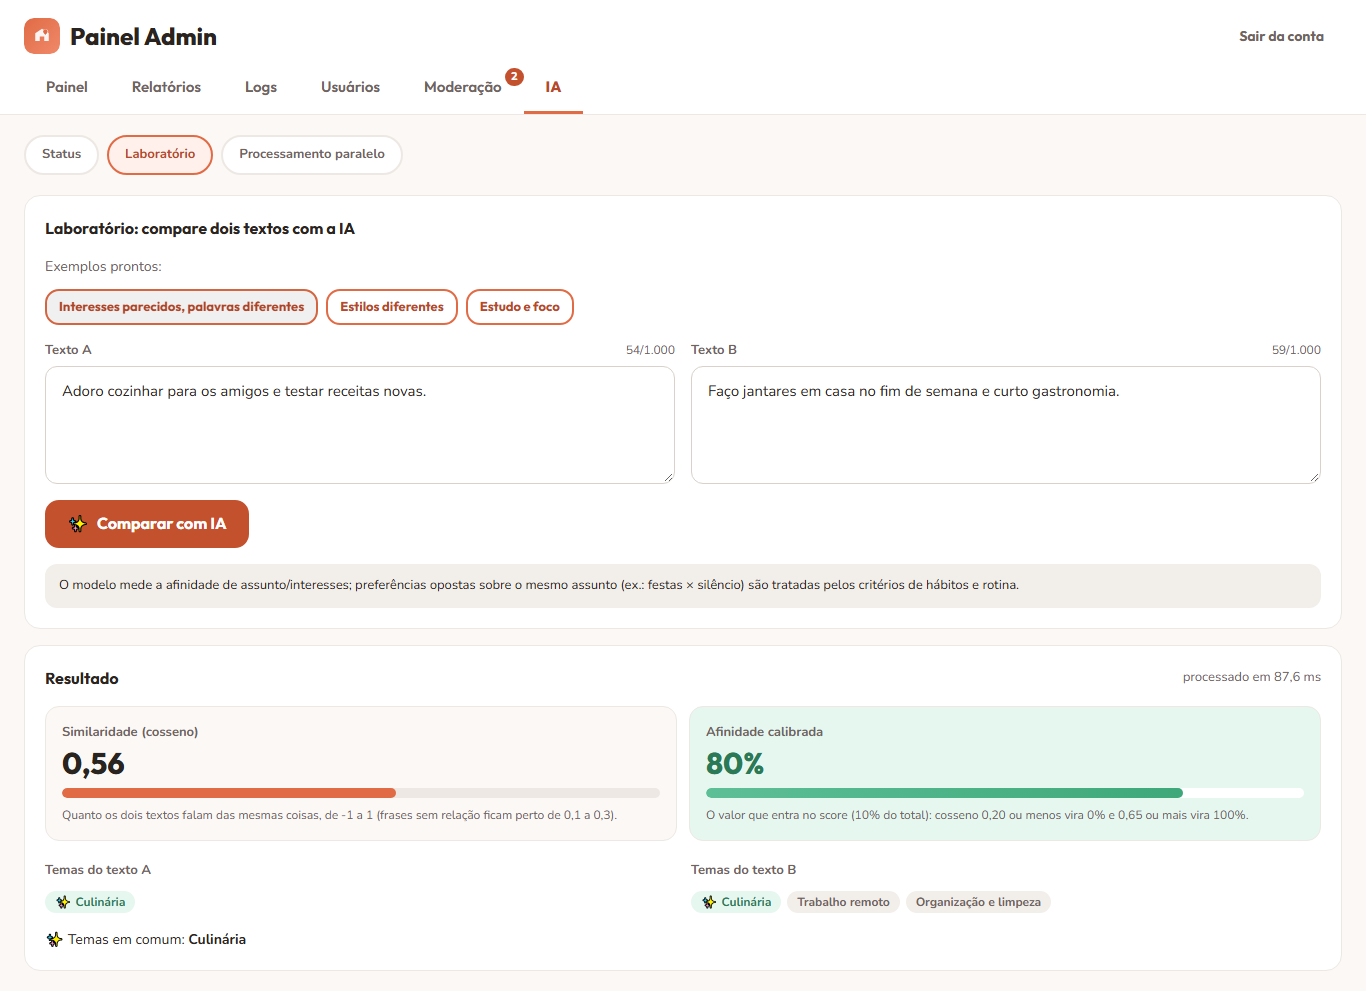 Painel Admin
Sair da conta
Painel
Relatórios
Logs
Usuários
Moderação
2
IA
Status
Laboratório
Processamento paralelo
Laboratório: compare dois textos com a IA
Exemplos prontos:
Interesses parecidos, palavras diferentes
Estilos diferentes
Estudo e foco
Texto A
54/1.000
Texto B
59/1.000
Adoro cozinhar para os amigos e testar receitas novas.
Faço jantares em casa no fim de semana e curto gastronomia.
Comparar com IA
O modelo mede a afinidade de assunto/interesses; preferências opostas sobre o mesmo assunto (ex.: festas × silêncio) são tratadas pelos critérios de hábitos e rotina.
Resultado
processado em 87,6 ms
Similaridade (cosseno)
0,56
Quanto os dois textos falam das mesmas coisas, de -1 a 1 (frases sem relação ficam perto de 0,1 a 0,3).
Afinidade calibrada
80%
O valor que entra no score (10% do total): cosseno 0,20 ou menos vira 0% e 0,65 ou mais vira 100%.
Temas do texto A
Culinária
Temas do texto B
Culinária
Trabalho remoto
Organização e limpeza
Temas em comum: Culinária